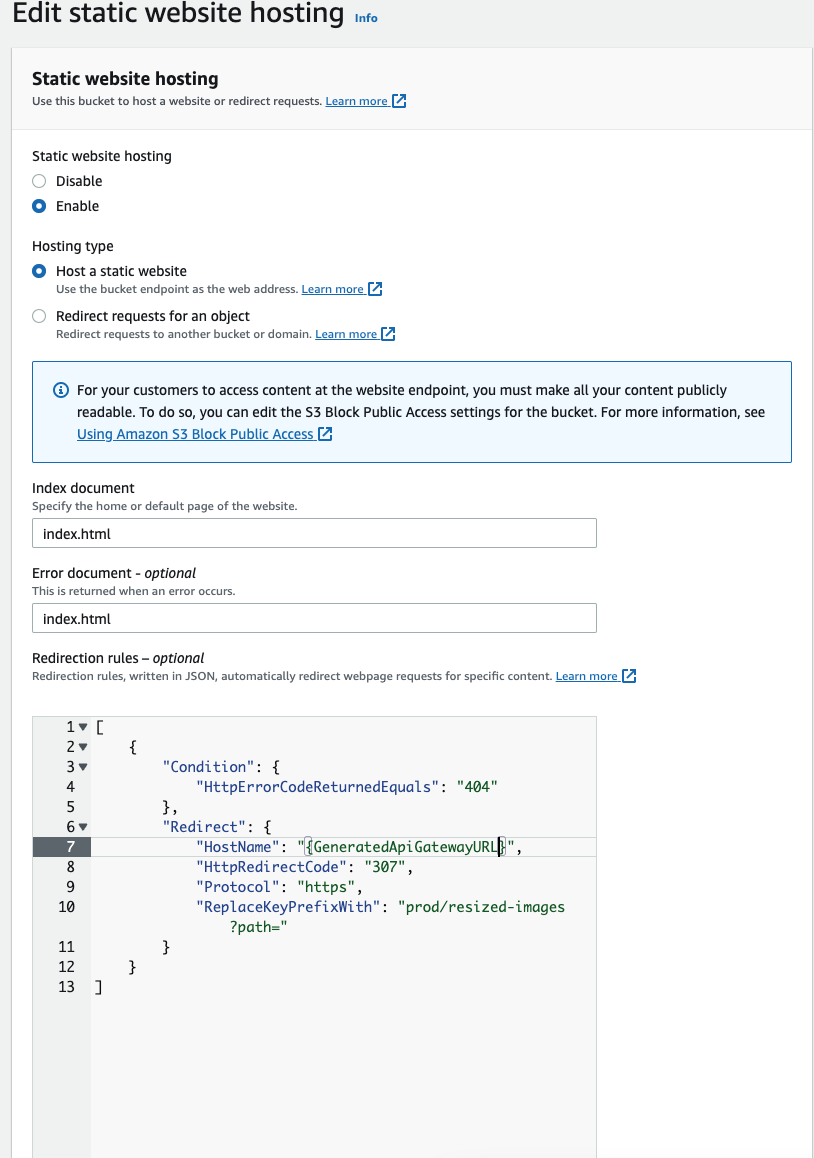 Edit static website hosting Info
Static website hosting
Use this bucket to host a website or redirect requests. Learn more
Static website hosting
Disable
Enable
Hosting type
Host a static website
Use the bucket endpoint as the web address. Learn more
Redirect requests for an object
Redirect requests to another bucket or domain. Learn more
For your customers to access content at the website endpoint, you must make all your content publicly
readable. To do so, you can edit the S3 Block Public Access settings for the bucket. For more information, see
Using Amazon S3 Block Public Access
Index document
Specify the home or default page of the website.
index.html
Error document - optional
This is returned when an error occurs.
index.html
Redirection rules – optional
Redirection rules, written in JSON, automatically redirect webpage requests for specific content. Learn more
1 [
2 {
3 "Condition": {
4 "HttpErrorCodeReturnedEquals": "404"
5 },
6 "Redirect": {
7 "HostName": "{GeneratedApiGatewayURL}",
8 "HttpRedirectCode": "307",
9 "Protocol": "https",
10 "ReplaceKeyPrefixWith": "prod/resized-images
?path="
11 }
12 }
13 ]